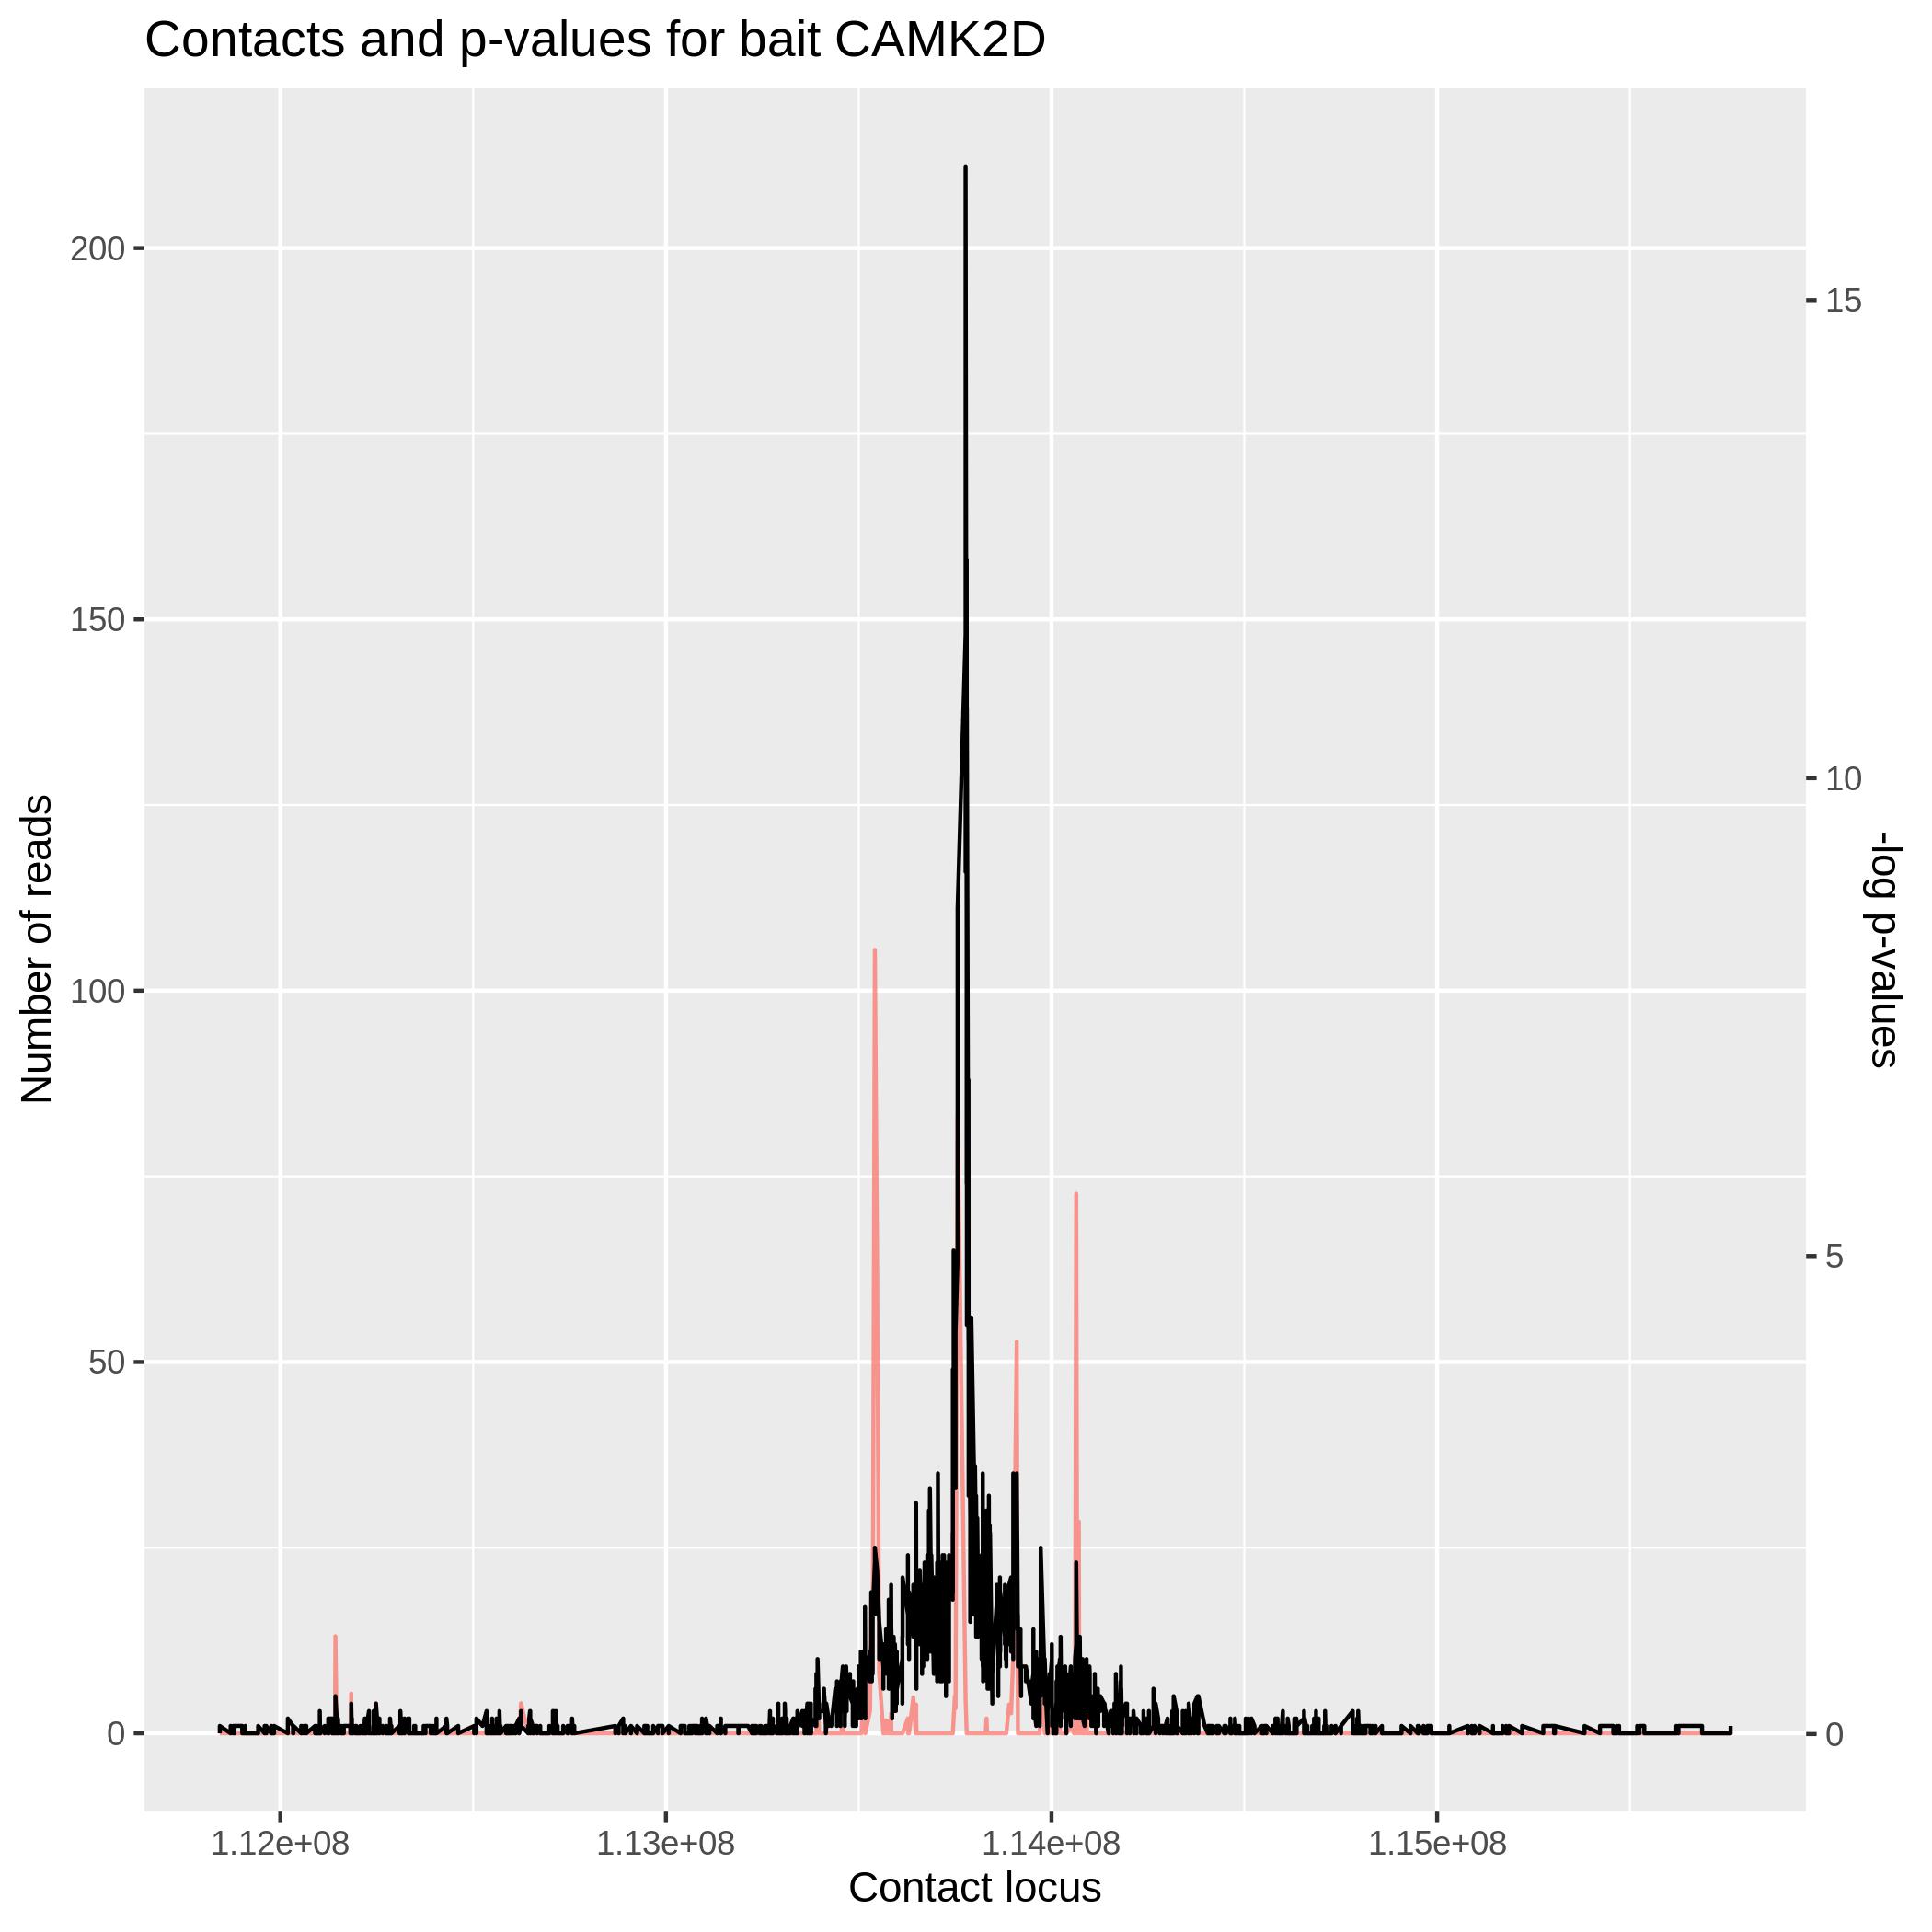 Contacts and p-values for bait CAMK2D
200
150
100
50
0
Number of reads
15
10
5
0
-log p-values
1.12e+08
1.13e+08
1.14e+08
1.15e+08
Contact locus